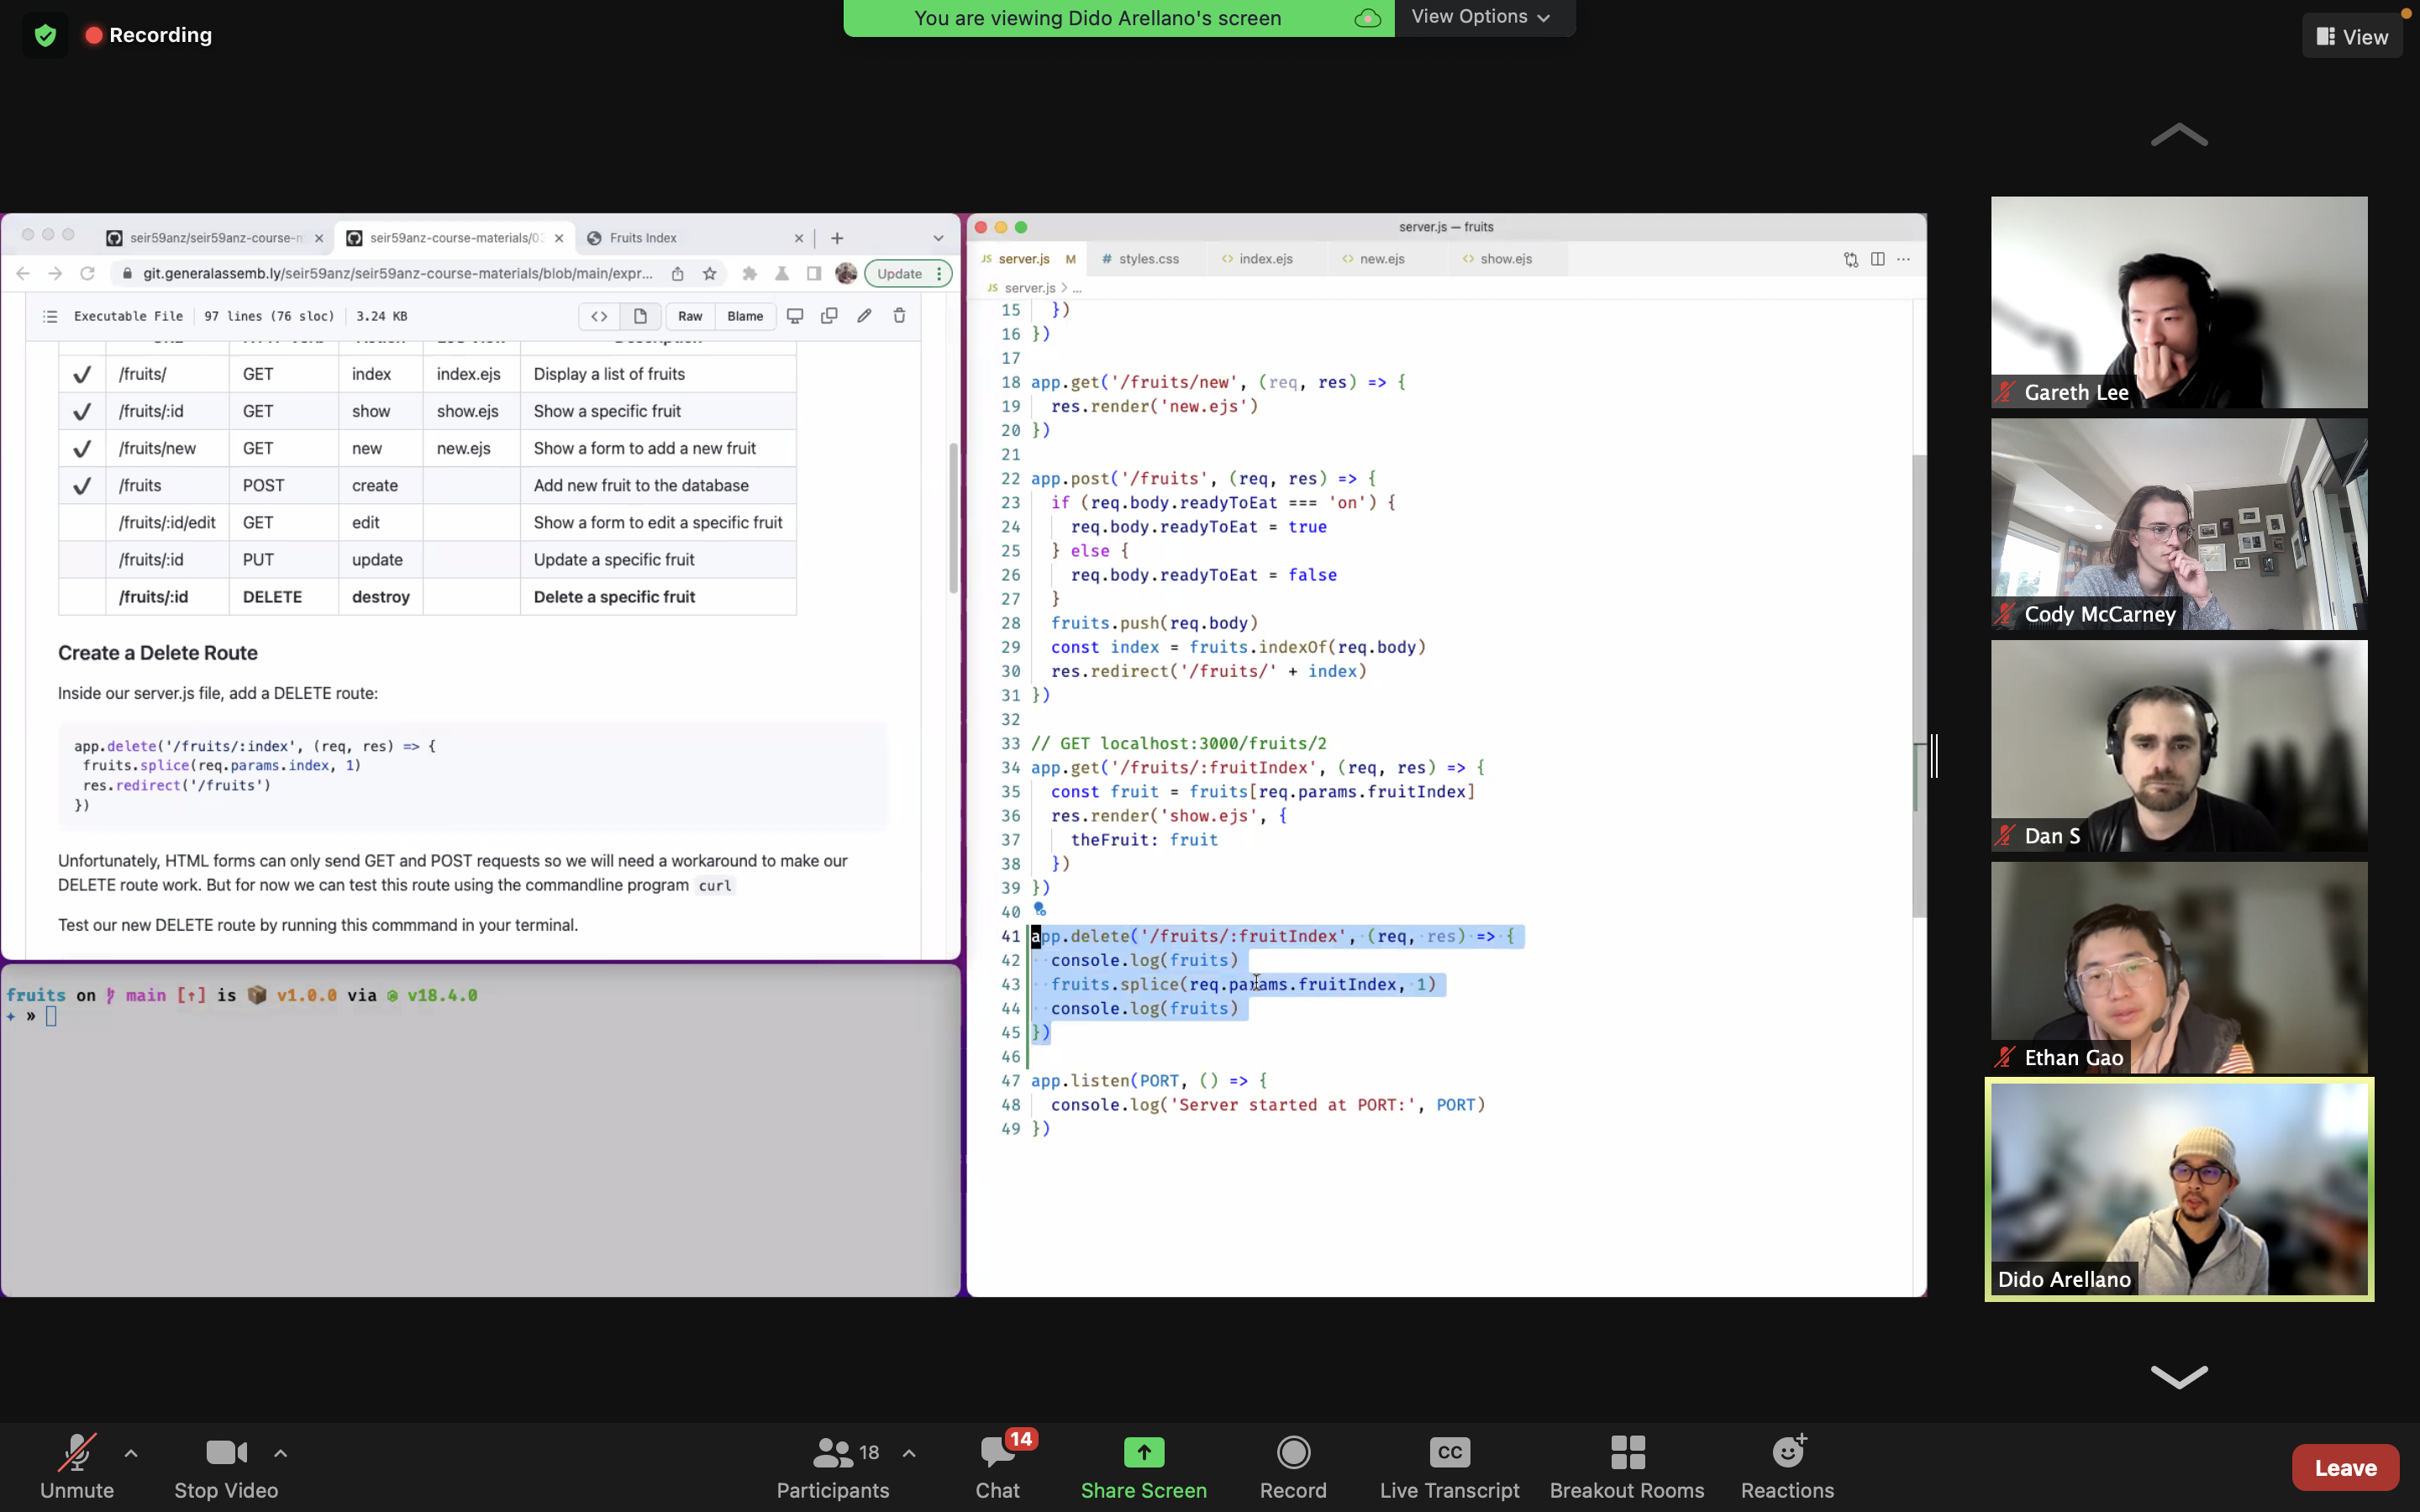 Recording
You are viewing Dido Arellano's screen
View Options
View
seir59anz/seir59anz-course-m
seir59anz-course-materials/03
Fruits Index
git.generalassemb.ly/seir59anz/seir59anz-course-materials/blob/main/expr...
Update
Executable File 97 lines (76 sloc) 3.24 KB
Raw Blame
/fruits/ GET index index.ejs Display a list of fruits
/fruits/:id GET show show.ejs Show a specific fruit
/fruits/new GET new new.ejs Show a form to add a new fruit
/fruits POST create Add new fruit to the database
/fruits/:id/edit GET edit Show a form to edit a specific fruit
/fruits/:id PUT update Update a specific fruit
/fruits/:id DELETE destroy Delete a specific fruit
Create a Delete Route
Inside our server.js file, add a DELETE route:
app.delete('/fruits/:index', (req, res) => {
fruits.splice(req.params.index, 1)
res.redirect('/fruits')
})
Unfortunately, HTML forms can only send GET and POST requests so we will need a workaround to make our
DELETE route work. But for now we can test this route using the commandline program curl
Test our new DELETE route by running this commmand in your terminal.
fruits on main [↑] is 📦 v1.0.0 via v18.4.0
+ »
server.js — fruits
JS server.js M
# styles.css
<> index.ejs
<> new.ejs
<> show.ejs
JS server.js > ...
15 })
16 })
17
18 app.get('/fruits/new', (req, res) => {
19 res.render('new.ejs')
20 })
21
22 app.post('/fruits', (req, res) => {
23 if (req.body.readyToEat === 'on') {
24 req.body.readyToEat = true
25 } else {
26 req.body.readyToEat = false
27 }
28 fruits.push(req.body)
29 const index = fruits.indexOf(req.body)
30 res.redirect('/fruits/' + index)
31 })
32
33 // GET localhost:3000/fruits/2
34 app.get('/fruits/:fruitIndex', (req, res) => {
35 const fruit = fruits[req.params.fruitIndex]
36 res.render('show.ejs', {
37 theFruit: fruit
38 })
39 })
40
41 app.delete('/fruits/:fruitIndex', (req, res) => {
42 console.log(fruits)
43 fruits.splice(req.params.fruitIndex, 1)
44 console.log(fruits)
45 })
46
47 app.listen(PORT, () => {
48 console.log('Server started at PORT:', PORT)
49 })
Gareth Lee
Cody McCarney
Dan S
Ethan Gao
Dido Arellano
Unmute
Stop Video
18
Participants
14
Chat
Share Screen
Record
CC
Live Transcript
Breakout Rooms
Reactions
Leave